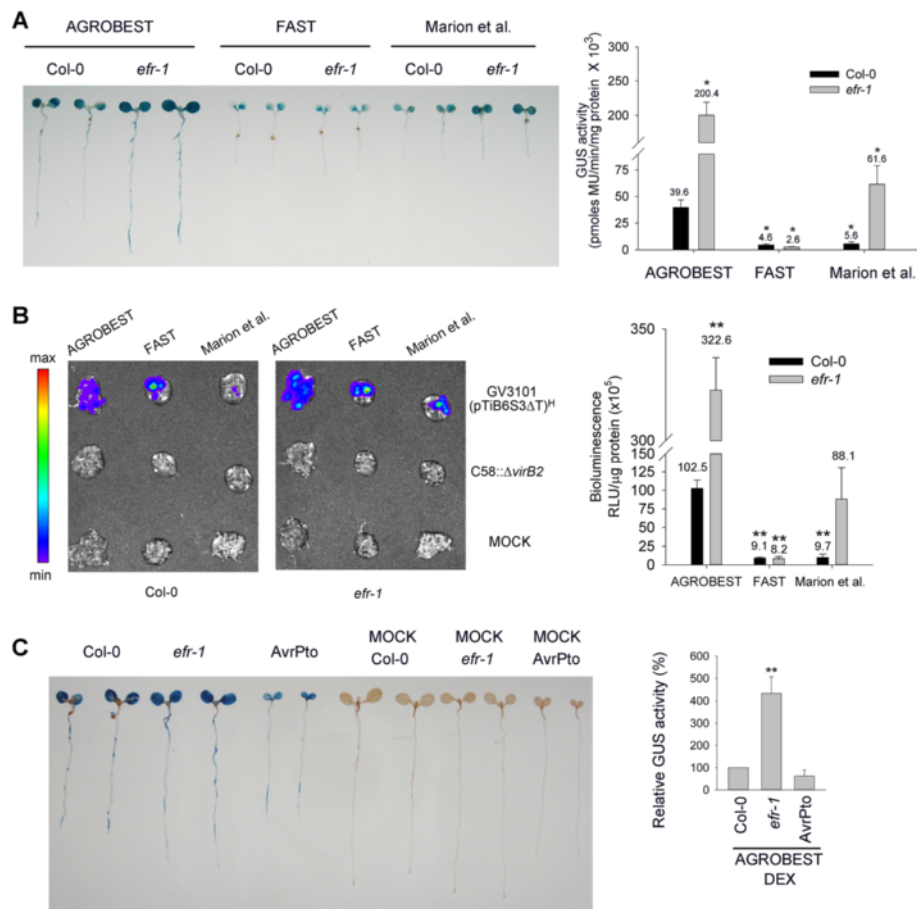 A
AGROBEST FAST Marion et al.
Col-0 efr-1 Col-0 efr-1 Col-0 efr-1
GUS activity
(pmoles MU/min/mg protein X 10³)
300
250
200
50
25
0
Col-0
efr-1
39.6
*
200.4
*
4.6
*
2.6
*
5.6
*
61.6
AGROBEST FAST Marion et al.
B
max
min
AGROBEST FAST Marion et al.
AGROBEST FAST Marion et al.
GV3101
(pTiB6S3ΔT)ᴴ
C58::ΔvirB2
MOCK
Col-0
efr-1
Bioluminescence
RLU/µg protein (x10⁵)
350
300
150
125
100
75
50
25
0
Col-0
efr-1
102.5
**
322.6
**
9.1
**
8.2
**
9.7
88.1
AGROBEST FAST Marion et al.
C
Col-0 efr-1 AvrPto
MOCK MOCK MOCK
Col-0 efr-1 AvrPto
Relative GUS activity (%)
600
500
400
300
200
100
0
**
Col-0
efr-1
AvrPto
AGROBEST
DEX